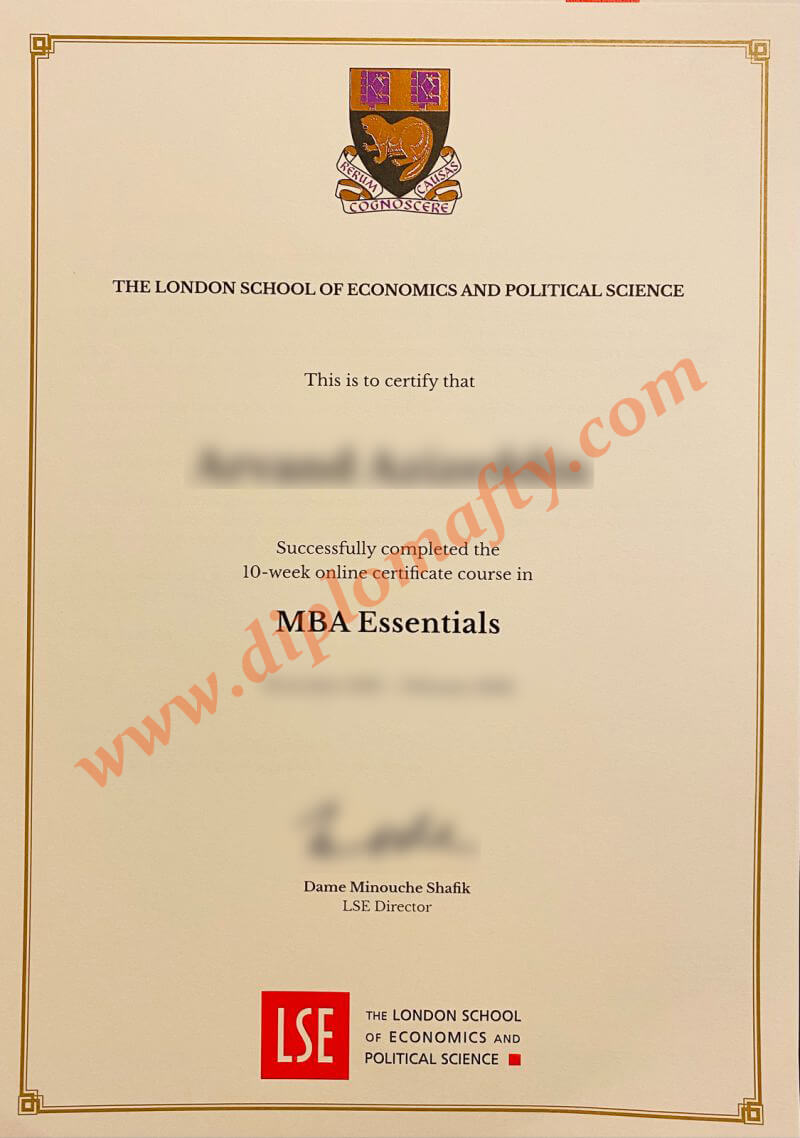 RERUM CAUSAS
COGNOSCERE
THE LONDON SCHOOL OF ECONOMICS AND POLITICAL SCIENCE
This is to certify that
Successfully completed the
10-week online certificate course in
MBA Essentials
www.diplomafty.com
Dame Minouche Shafik
LSE Director
LSE
THE LONDON SCHOOL
OF ECONOMICS AND
POLITICAL SCIENCE